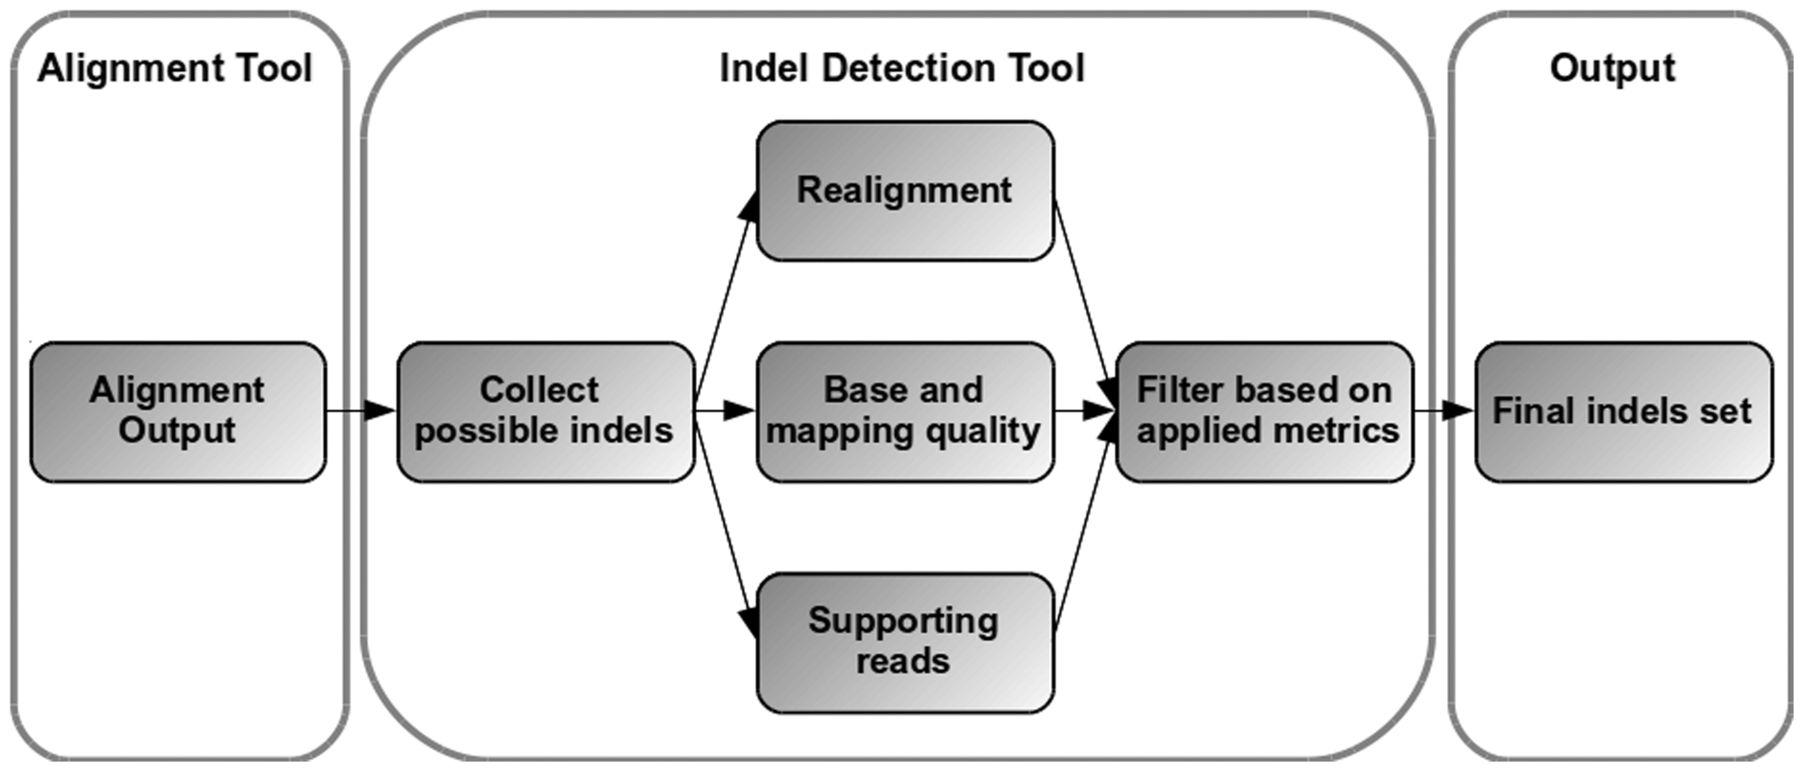 Alignment Tool
Indel Detection Tool
Output
Realignment
Alignment
Output
Collect
possible indels
Base and
mapping quality
Filter based on
applied metrics
Final indels set
Supporting
reads